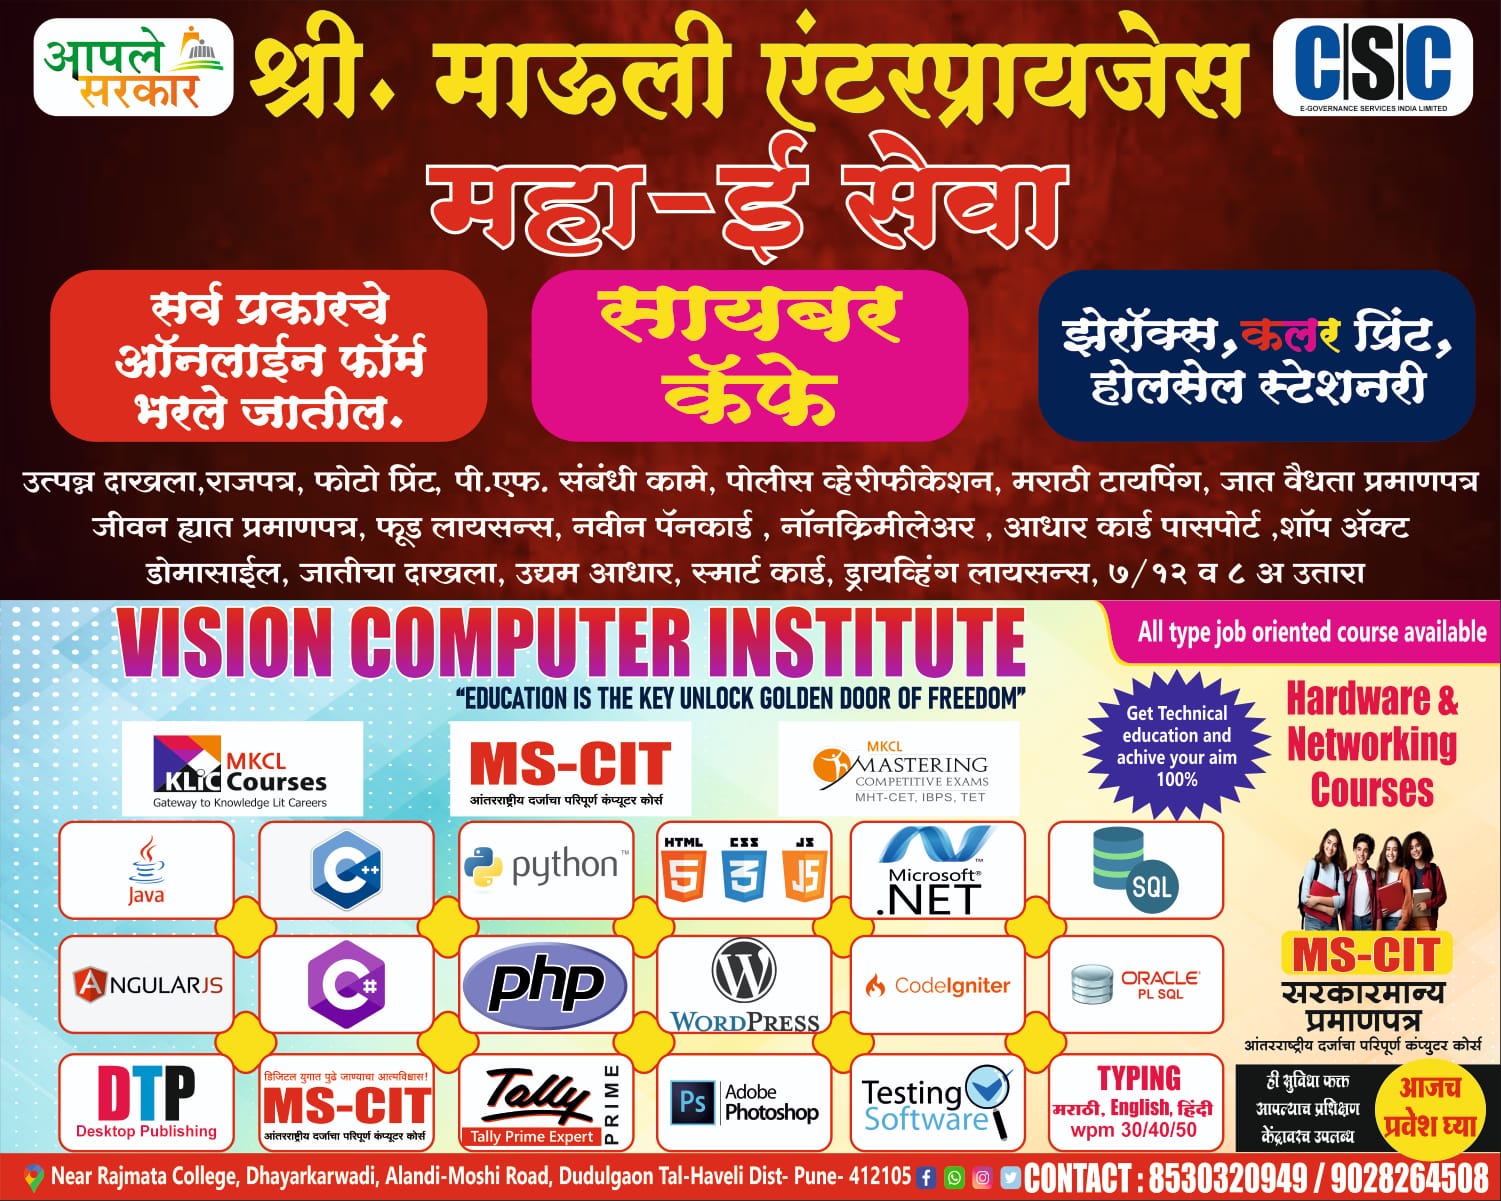 आपले सरकार
श्री. माऊली एंटरप्रायजेस
CSC
E-GOVERNANCE SERVICES INDIA LIMITED
महा-ई सेवा
सर्व प्रकारचे
ऑनलाईन फॉर्म
भरले जातील.
सायबर
कॅफे
झेरॉक्स,कलर प्रिंट,
होलसेल स्टेशनरी
उत्पन्न दाखला,राजपत्र, फोटो प्रिंट, पी.एफ. संबंधी कामे, पोलीस व्हेरीफीकेशन, मराठी टायपिंग, जात वैधता प्रमाणपत्र
जीवन ह्यात प्रमाणपत्र, फूड लायसन्स, नवीन पॅनकार्ड , नॉनक्रिमीलेअर , आधार कार्ड पासपोर्ट ,शॉप ॲक्ट
डोमासाईल, जातीचा दाखला, उद्यम आधार, स्मार्ट कार्ड, ड्रायव्हिंग लायसन्स, ७/१२ व ८ अ उतारा
VISION COMPUTER INSTITUTE
“EDUCATION IS THE KEY UNLOCK GOLDEN DOOR OF FREEDOM”
All type job oriented course available
Get Technical
education and
achive your aim
100%
Hardware &
Networking
Courses
MKCL
KLiC Courses
Gateway to Knowledge Lit Careers
MS-CIT
आंतरराष्ट्रीय दर्जाचा परिपूर्ण कंप्यूटर कोर्स
MKCL
MASTERING
COMPETITIVE EXAMS
MHT-CET, IBPS, TET
Java
C++
python™
HTML CSS JS
5 3 JS
Microsoft®
.NET™
SQL
ANGULARJS
C#
php
W
WORDPRESS
CodeIgniter
ORACLE®
PL SQL
DTP
Desktop Publishing
डिजिटल युगात पुढे जाण्याचा आत्मविश्वास!
MS-CIT
आंतरराष्ट्रीय दर्जाचा परिपूर्ण कंप्यूटर कोर्स
Tally
PRIME
Tally Prime Expert
Ps
Adobe
Photoshop
Testing
Software
TYPING
मराठी, English, हिंदी
wpm 30/40/50
MS-CIT
सरकारमान्य
प्रमाणपत्र
आंतरराष्ट्रीय दर्जाचा परिपूर्ण कंप्युटर कोर्स
ही सुविधा फक्त
आपल्याच प्रशिक्षण
केंद्रावरच उपलब्ध
आजच
प्रवेश घ्या
Near Rajmata College, Dhayarkarwadi, Alandi-Moshi Road, Dudulgaon Tal-Haveli Dist- Pune- 412105
CONTACT : 8530320949 / 9028264508